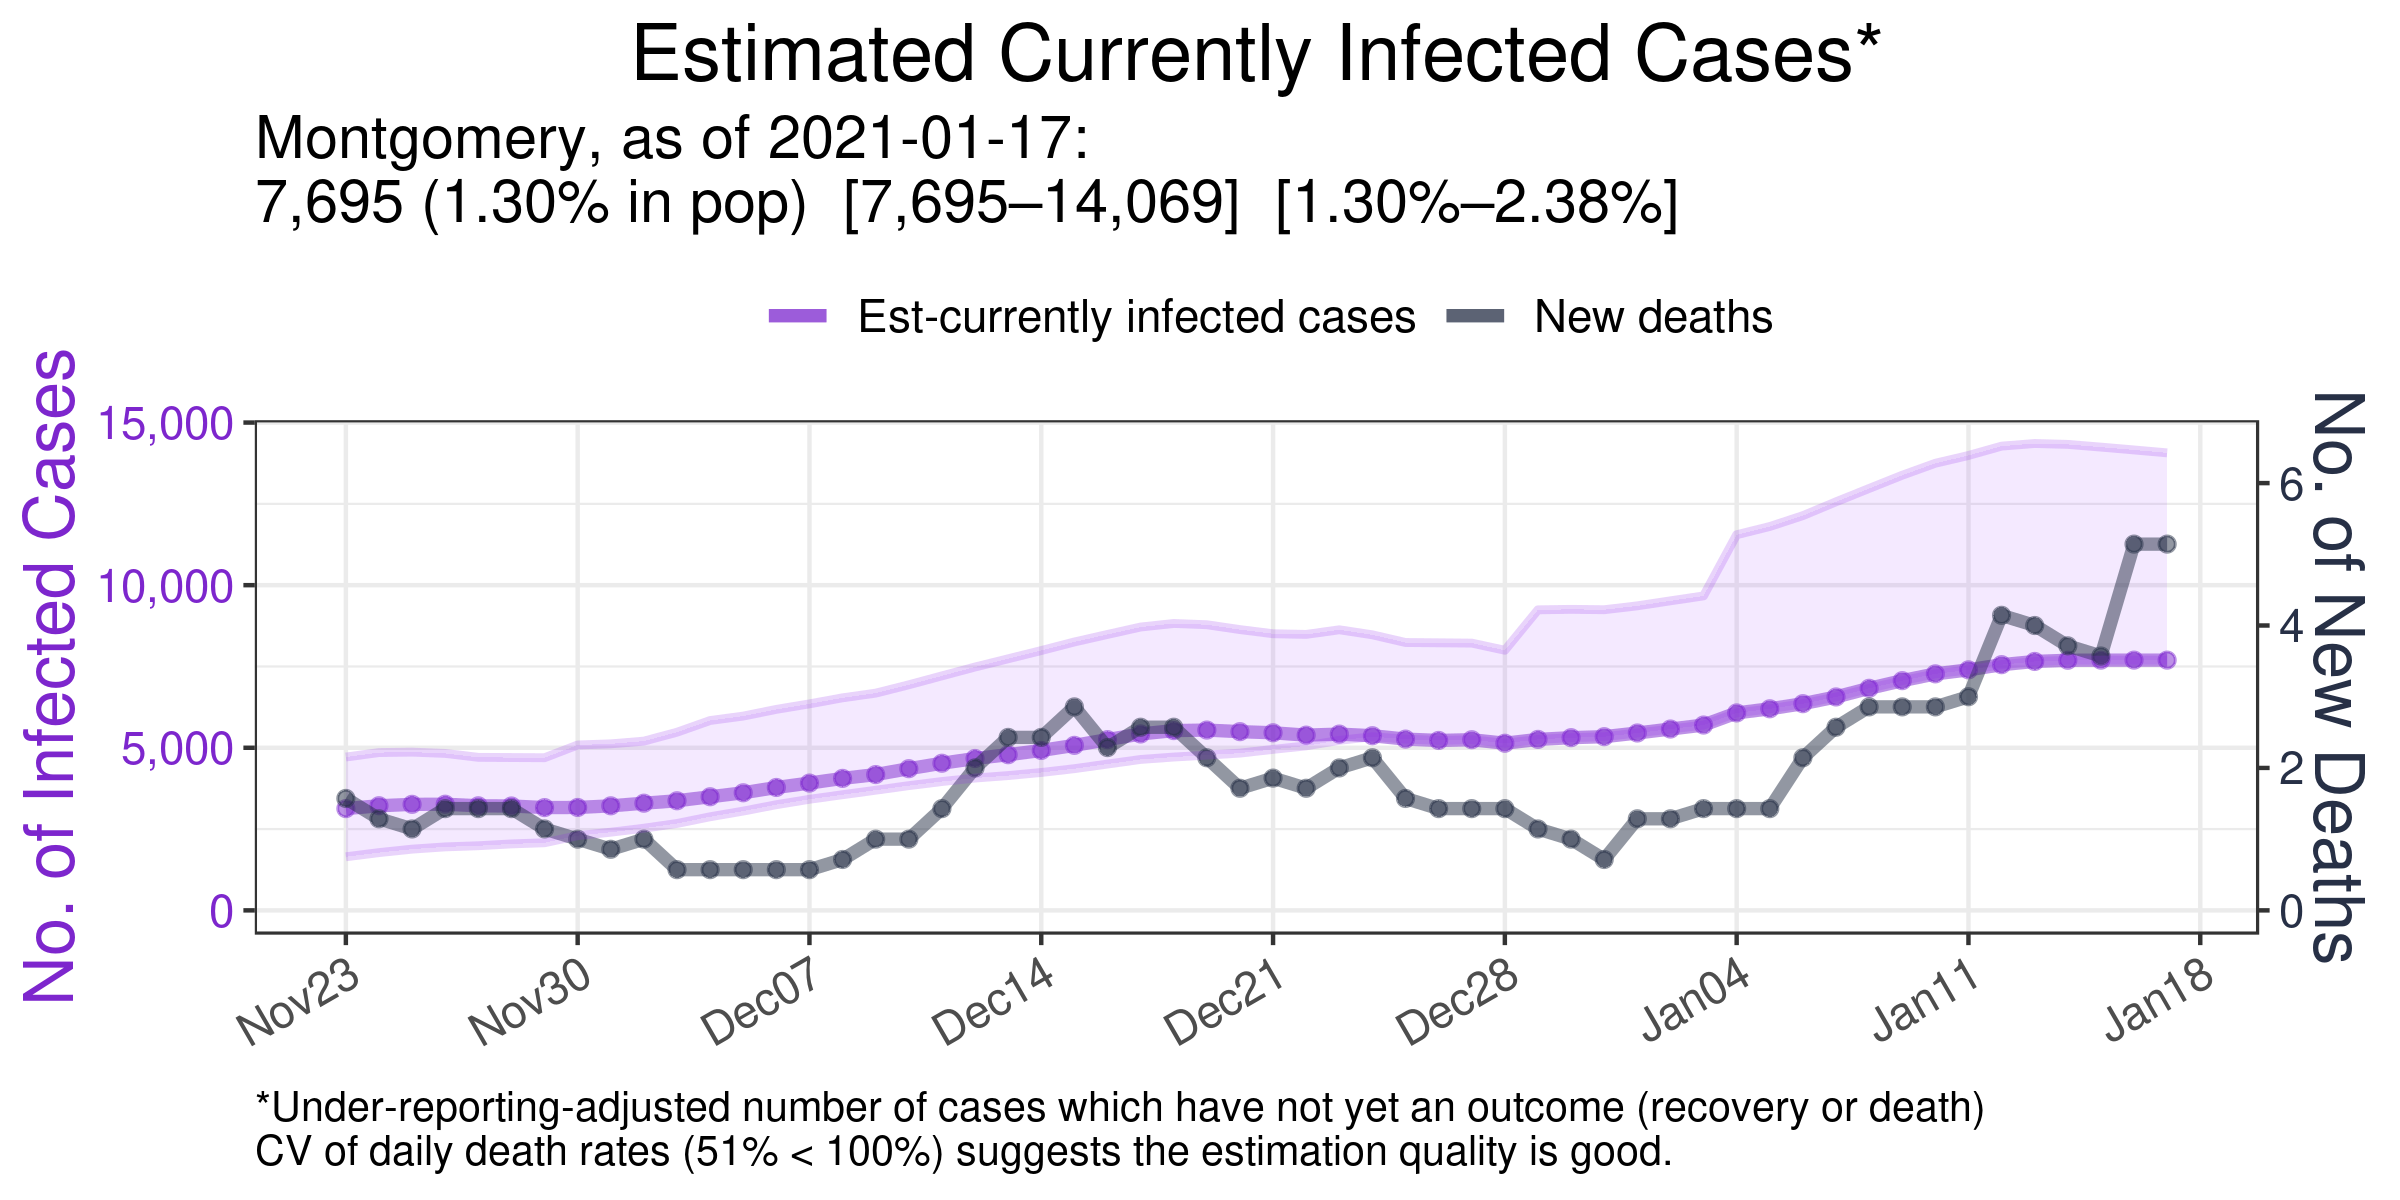 Estimated Currently Infected Cases*
Montgomery, as of 2021-01-17:
7,695 (1.30% in pop) [7,695–14,069] [1.30%–2.38%]
Est-currently infected cases New deaths
No. of Infected Cases
15,000
10,000
5,000
0
6
4
2
0
No. of New Deaths
Nov23 Nov30 Dec07 Dec14 Dec21 Dec28 Jan04 Jan11 Jan18
*Under-reporting-adjusted number of cases which have not yet an outcome (recovery or death)
CV of daily death rates (51% < 100%) suggests the estimation quality is good.